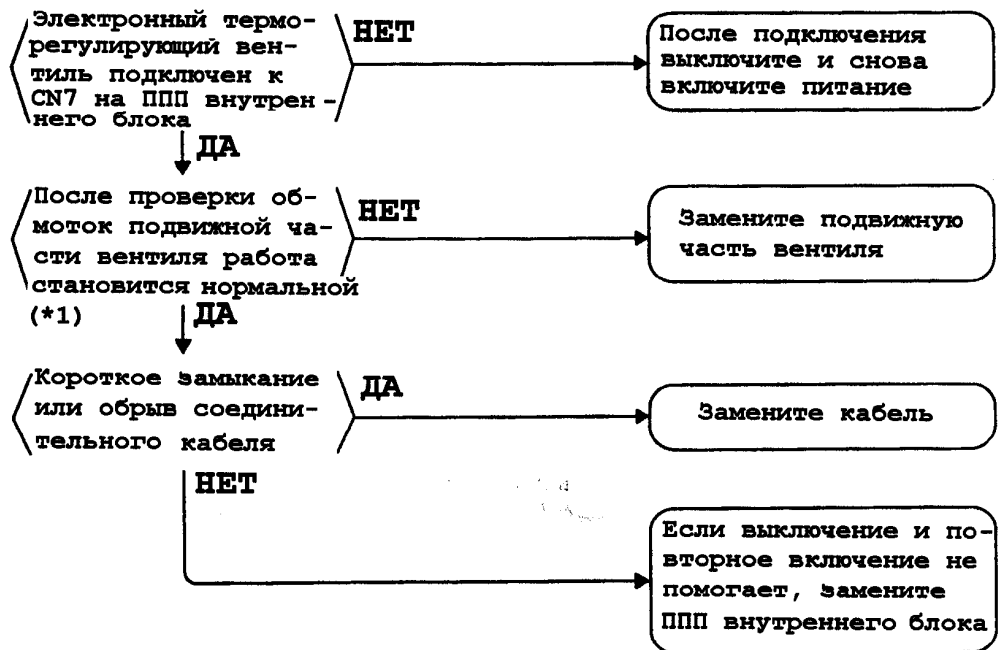 Электронный термо-
регулирующий вен-
тиль подключен к
CN7 на ППП внутрен-
него блока
НЕТ
После подключения
выключите и снова
включите питание
ДА
После проверки об-
моток подвижной ча-
сти вентиля работа
становится нормальной
(*1)
НЕТ
Замените подвижную
часть вентиля
ДА
Короткое замыкание
или обрыв соедини-
тельного кабеля
ДА
Замените кабель
НЕТ
Если выключение и по-
вторное включение не
помогает, замените
ППП внутреннего блока